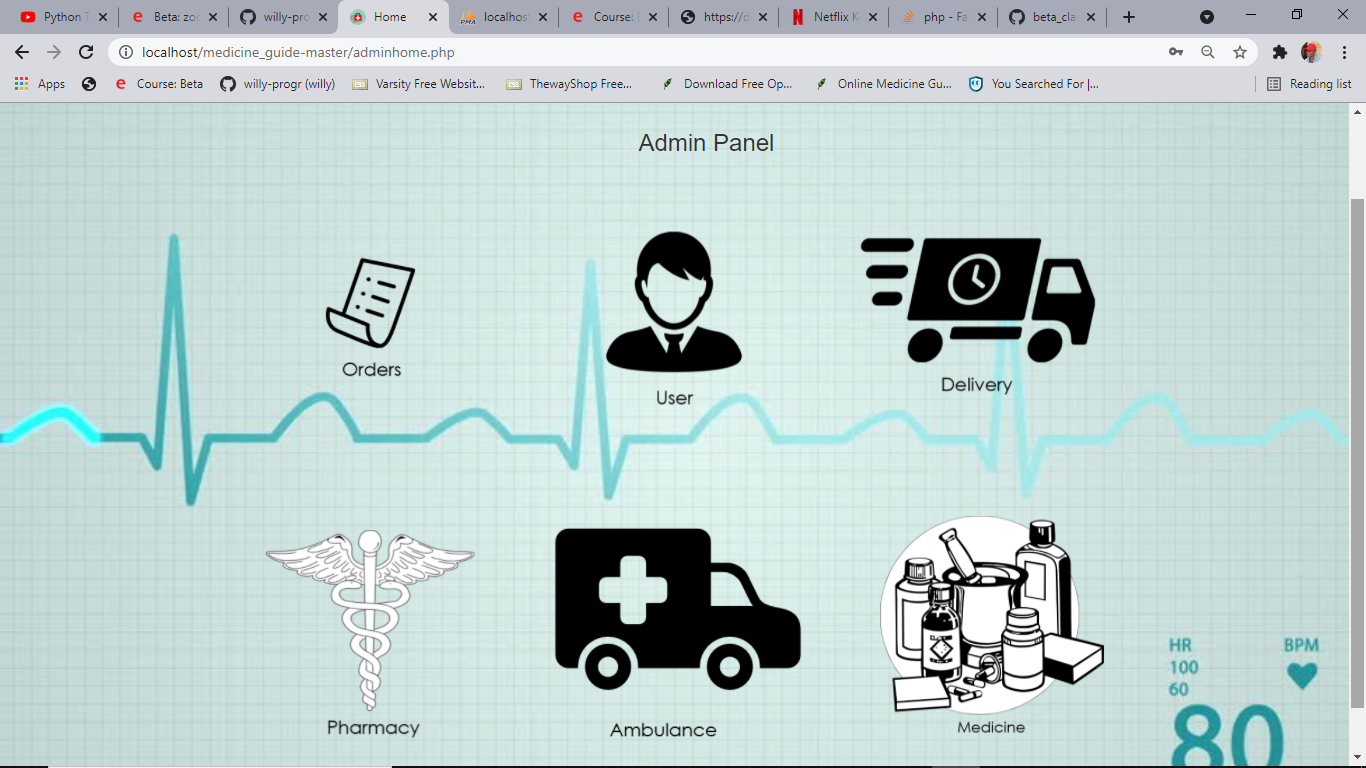 Python T
Beta: zoo
willy-pro
Home
localhos
Course: 
https://d
Netflix K
php - Fa
beta_cla
localhost/medicine_guide-master/adminhome.php
Apps
Course: Beta
willy-progr (willy)
Varsity Free Websit...
ThewayShop Free...
Download Free Op...
Online Medicine Gu...
You Searched For |...
Reading list
Admin Panel
Orders
User
Delivery
Pharmacy
Ambulance
Medicine
HR
BPM
100
60
80